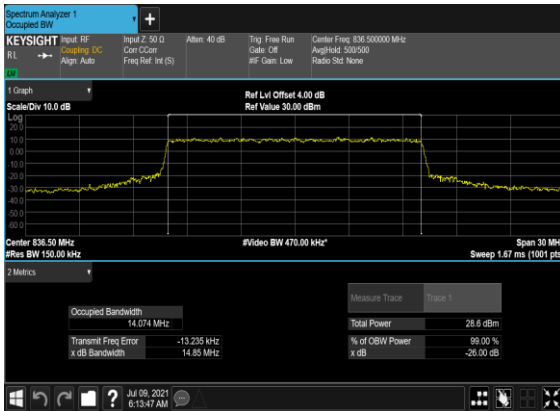 Spectrum Analyzer 1
Occupied BW
+
KEYSIGHT Input: RF Input Z: 50 Ω Atten: 40 dB Trig: Free Run Center Freq: 836.500000 MHz
RL Coupling: DC Corr CCorr Gate: Off Avg|Hold: 500/500
Align: Auto Freq Ref: Int (S) #IF Gain: Low Radio Std: None
LW
1 Graph
Ref Lvl Offset 4.00 dB
Scale/Div 10.0 dB Ref Value 30.00 dBm
Log
20.0
10.0
0.00
-10.0
-20.0
-30.0
-40.0
-50.0
-60.0
Center 836.50 MHz #Video BW 470.00 kHz* Span 30 MH
#Res BW 150.00 kHz Sweep 1.67 ms (1001 pts
2 Metrics
Measure Trace Trace 1
Occupied Bandwidth
14.074 MHz Total Power 28.6 dBm
Transmit Freq Error -13.235 kHz % of OBW Power 99.00 %
x dB Bandwidth 14.85 MHz x dB -26.00 dB
? Jul 09, 2021
6:13:47 AM